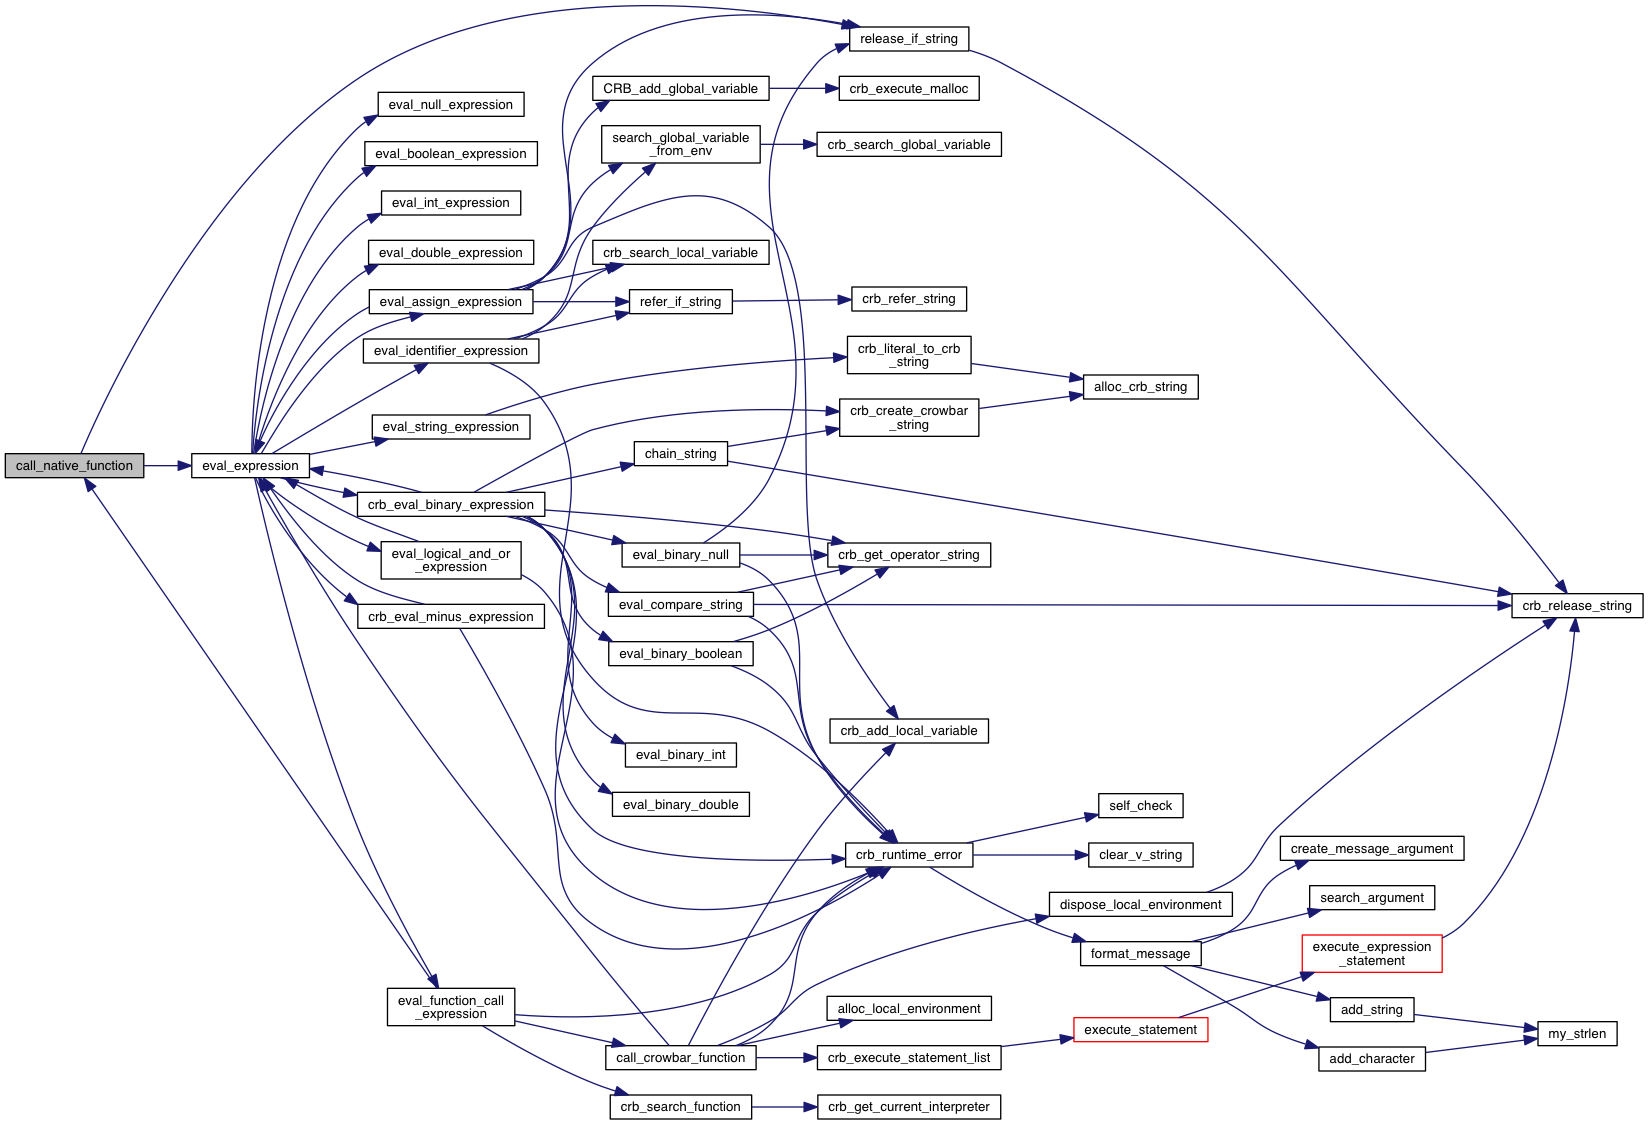 release_if_string
CRB_add_global_variable
crb_execute_malloc
eval_null_expression
search_global_variable
_from_env
crb_search_global_variable
eval_boolean_expression
eval_int_expression
eval_double_expression
crb_search_local_variable
eval_assign_expression
refer_if_string
crb_refer_string
eval_identifier_expression
crb_literal_to_crb
_string
alloc_crb_string
crb_create_crowbar
_string
eval_string_expression
chain_string
call_native_function
eval_expression
crb_eval_binary_expression
eval_logical_and_or
_expression
eval_binary_null
crb_get_operator_string
crb_eval_minus_expression
eval_compare_string
crb_release_string
eval_binary_boolean
crb_add_local_variable
eval_binary_int
eval_binary_double
self_check
crb_runtime_error
clear_v_string
create_message_argument
dispose_local_environment
search_argument
format_message
execute_expression
_statement
eval_function_call
_expression
alloc_local_environment
add_string
execute_statement
my_strlen
call_crowbar_function
crb_execute_statement_list
add_character
crb_search_function
crb_get_current_interpreter